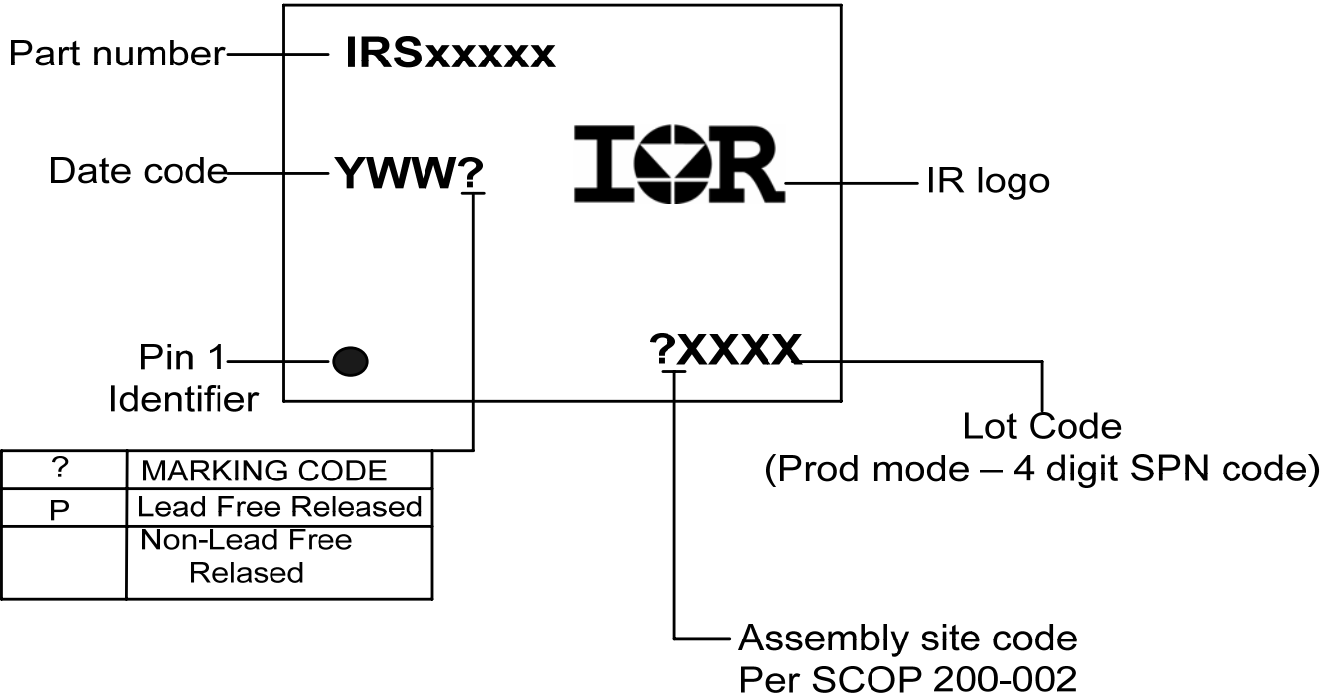 Part number
IRSxxxxx
Date code
YWW?
IOR
IR logo
Pin 1
Identifier
?XXXX
Lot Code
(Prod mode – 4 digit SPN code)
? MARKING CODE
P Lead Free Released
Non-Lead Free
Relased
Assembly site code
Per SCOP 200-002